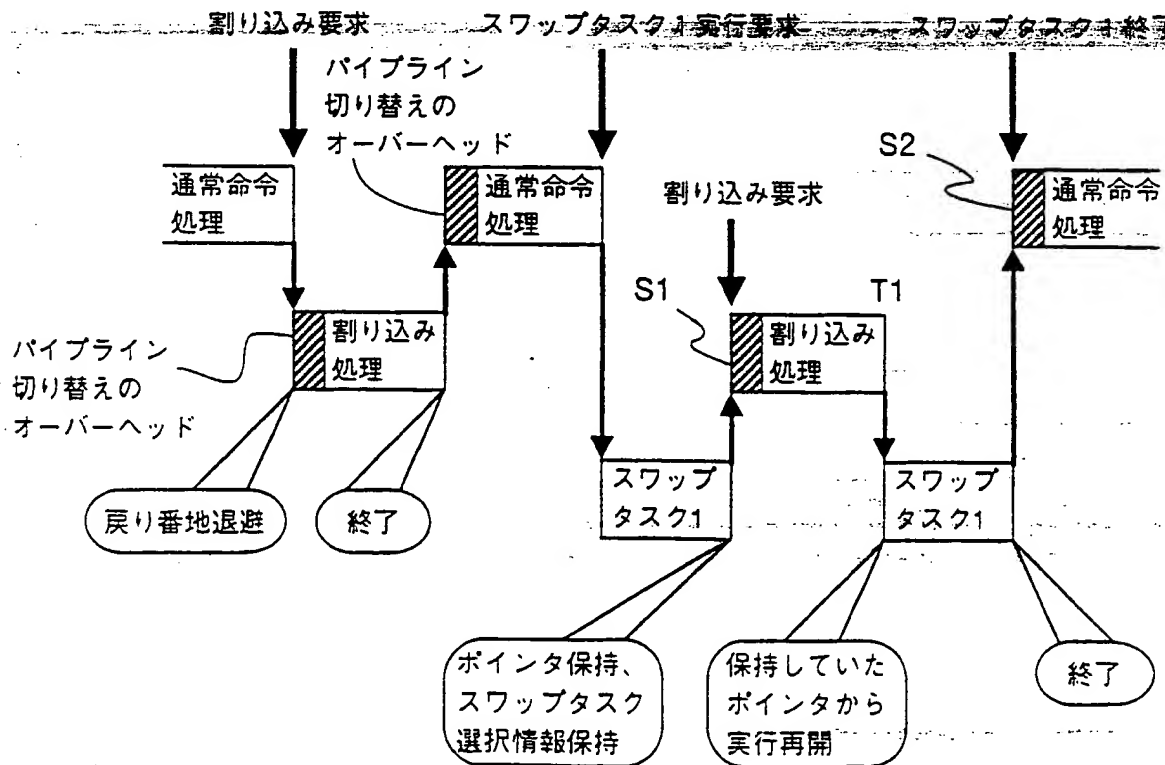 割り込み要求
スワップタスク1実行要求
スワップタスク1終了
パイプライン
切り替えの
オーバーヘッド
通常命令
処理
通常命令
処理
S2
通常命令
処理
割り込み要求
S1
T1
パイプライン
切り替えの
オーバーヘッド
割り込み
処理
割り込み
処理
戻り番地退避
終了
スワップ
タスク1
スワップ
タスク1
ポインタ保持、
スワップタスク
選択情報保持
保持していた
ポインタから
実行再開
終了